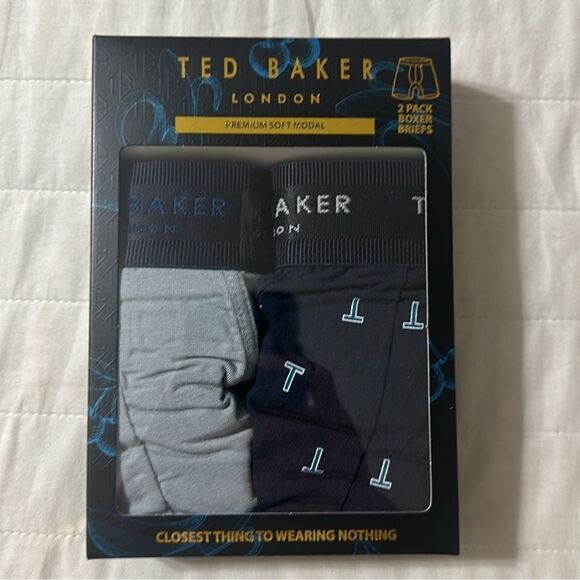 TED BAKER
LONDON
PREMIUM SOFT MODAL
2 PACK
BOXER
BRIEFS
BAKER
BAKER T
T
T
T
T
T
CLOSEST THING TO WEARING NOTHING